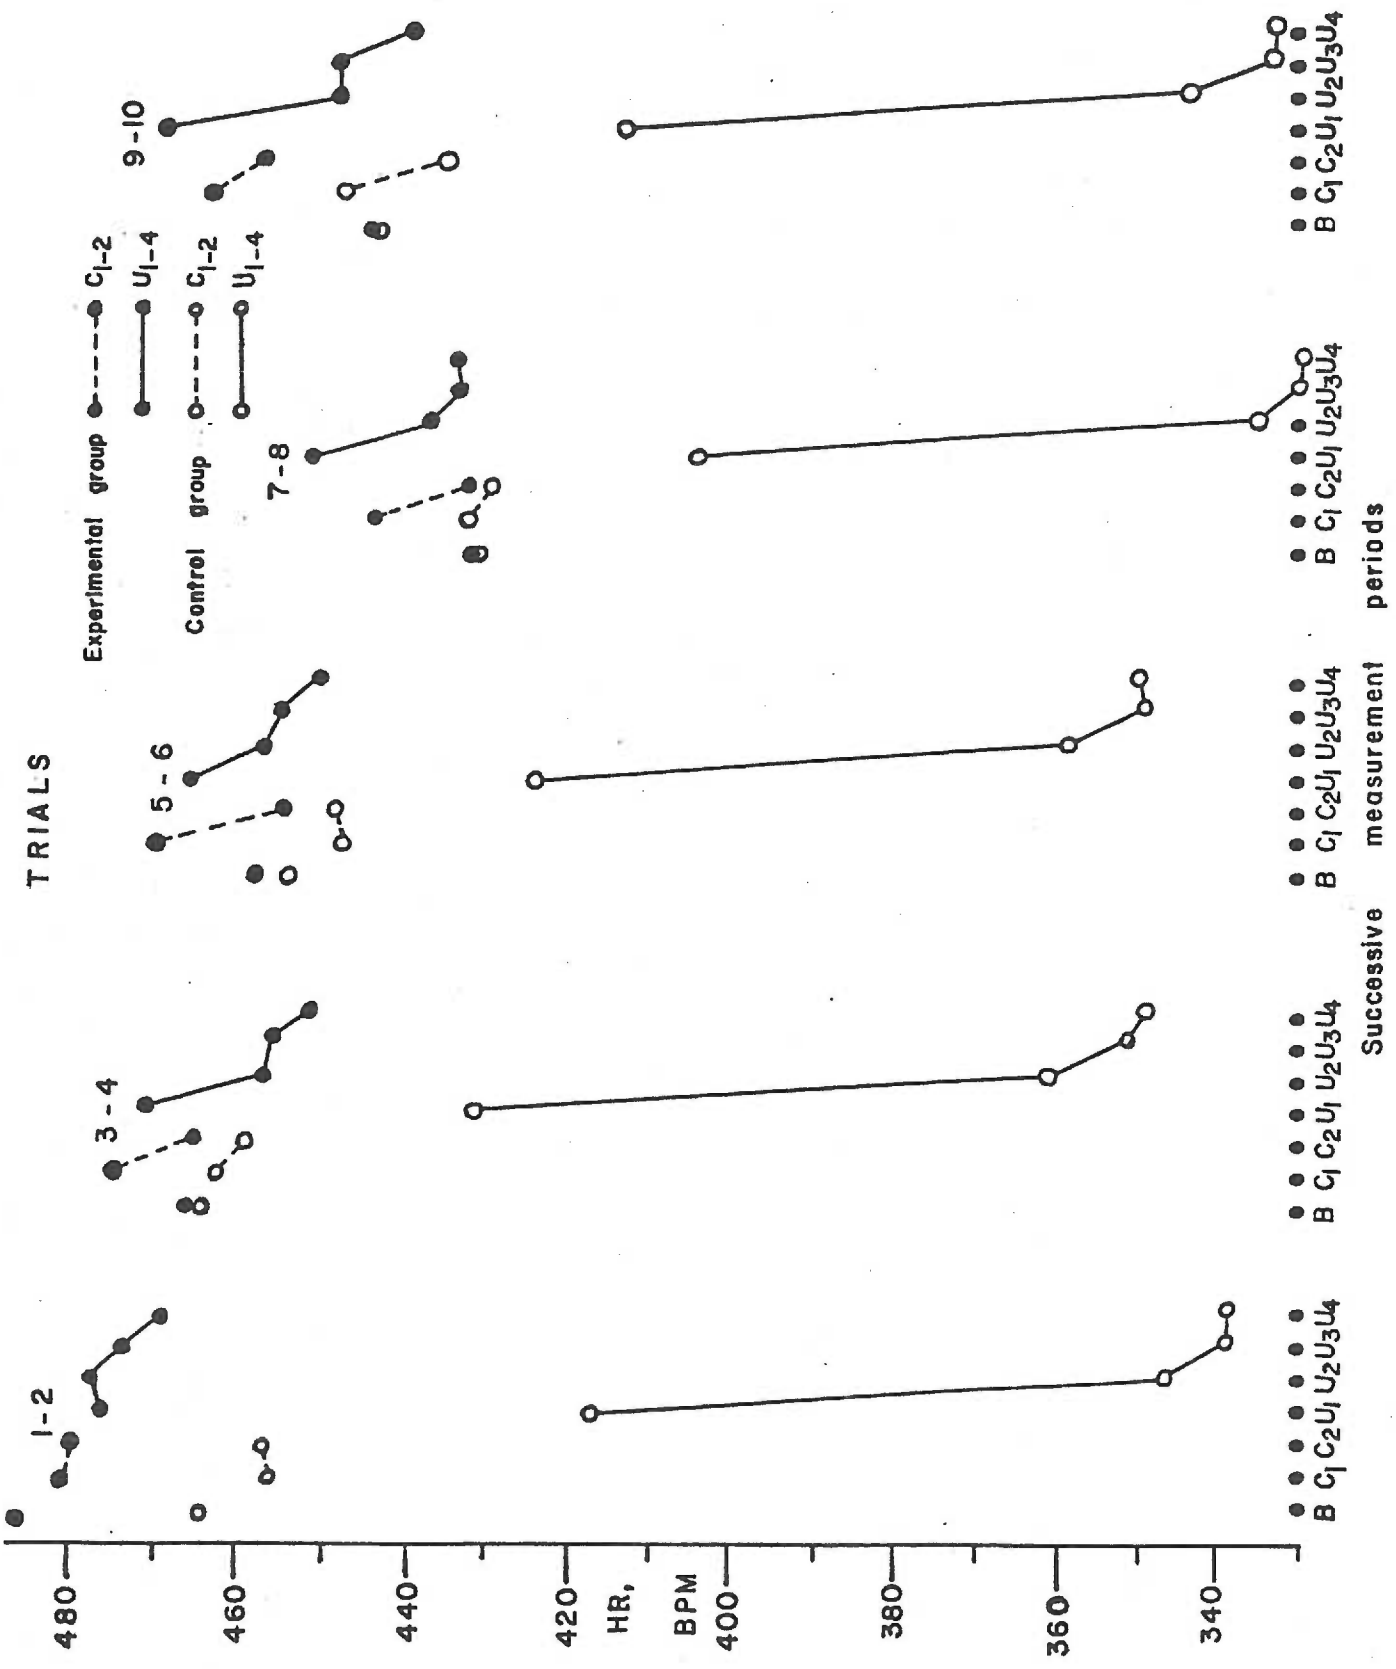 TRIALS
1-2
3-4
5-6
7-8
9-10
Experimental group C1-2
U1-4
Control group C1-2
U1-4
480
460
440
420
HR,
BPM
400
380
360
340
B C1 C2 U1 U2 U3 U4 B C1 C2 U1 U2 U3 U4 B C1 C2 U1 U2 U3 U4 B C1 C2 U1 U2 U3 U4 B C1 C2 U1 U2 U3 U4
Successive measurement periods